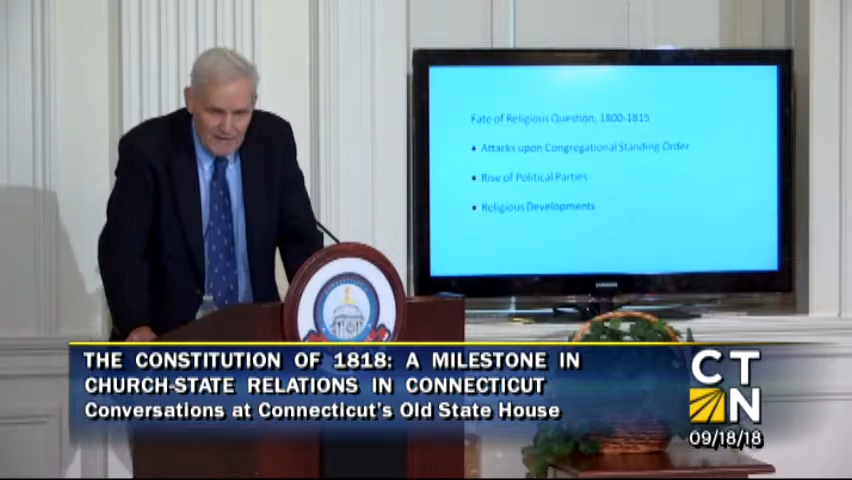 Fate of Religious Question, 1800-1815
• Attacks upon Congregational Standing Order
• Rise of Political Parties
• Religious Developments
SAMSUNG
THE CONSTITUTION OF 1818: A MILESTONE IN
CHURCH-STATE RELATIONS IN CONNECTICUT
Conversations at Connecticut's Old State House
CT
N
09/18/18